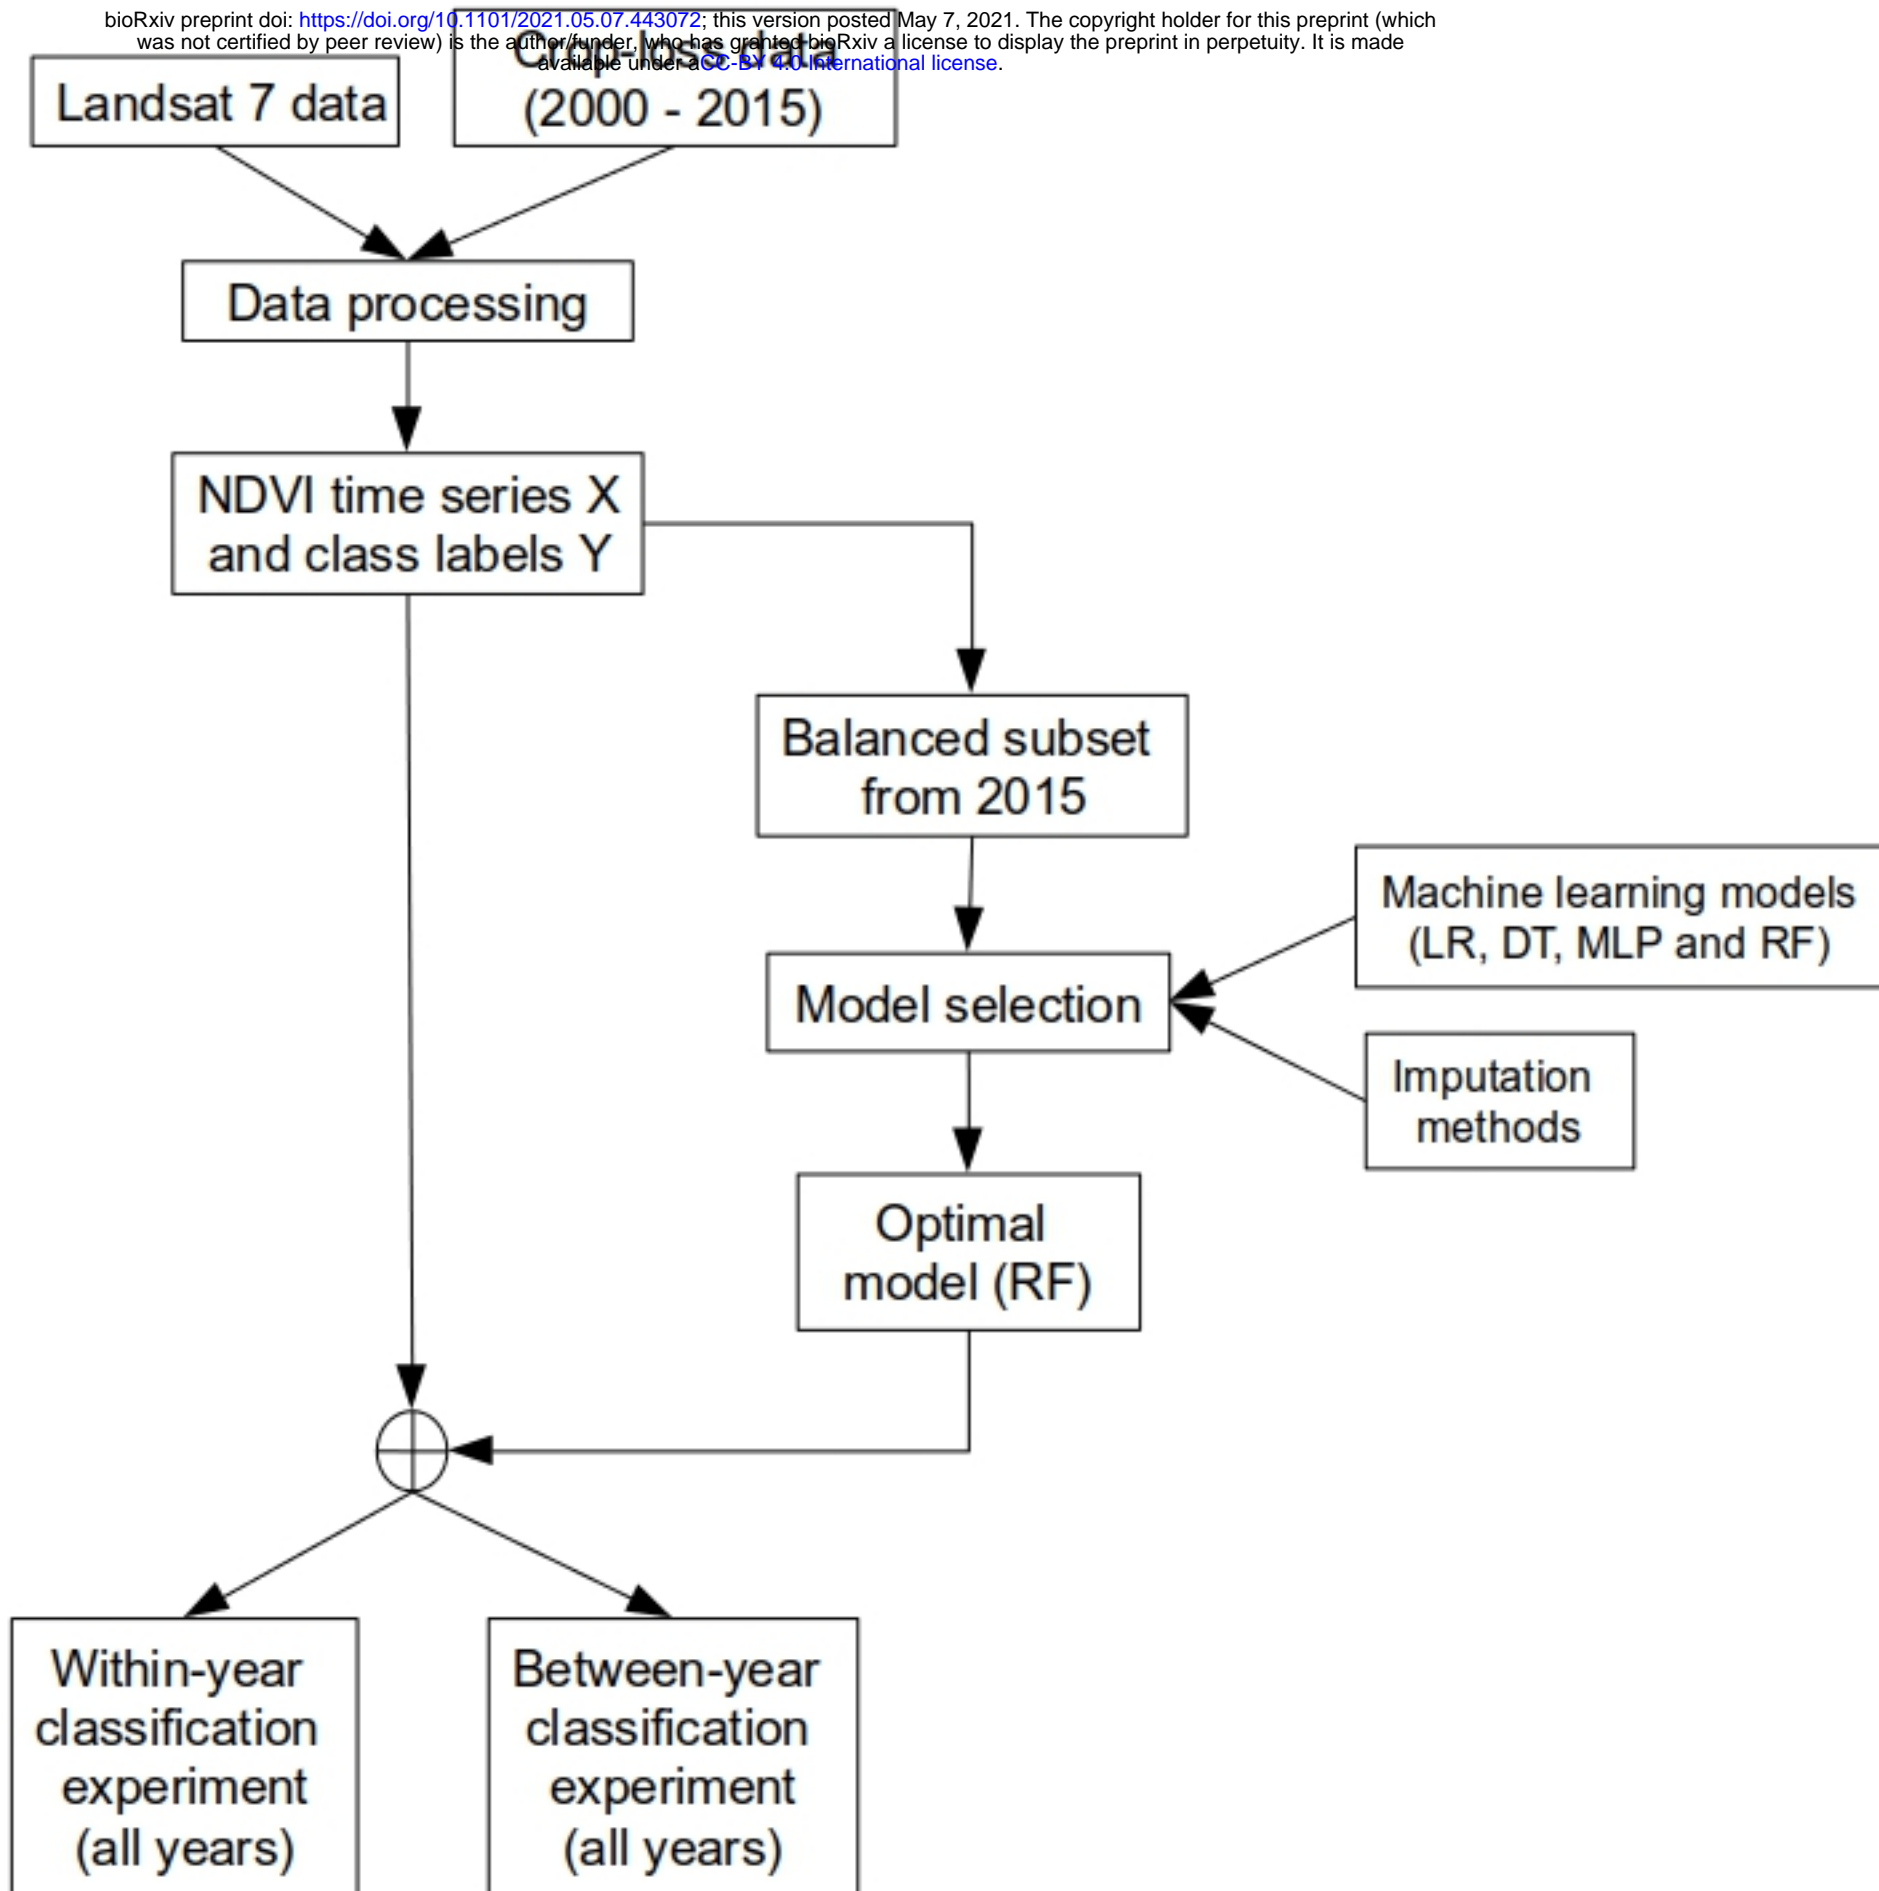 bioRxiv preprint doi: https://doi.org/10.1101/2021.05.07.443072; this version posted May 7, 2021. The copyright holder for this preprint (which
was not certified by peer review) is the author/funder, who has granted bioRxiv a license to display the preprint in perpetuity. It is made
available under aCC-BY 4.0 International license.
Landsat 7 data
Crop-loss data
(2000 - 2015)
Data processing
NDVI time series X
and class labels Y
Balanced subset
from 2015
Machine learning models
(LR, DT, MLP and RF)
Model selection
Imputation
methods
Optimal
model (RF)
Within-year
classification
experiment
(all years)
Between-year
classification
experiment
(all years)